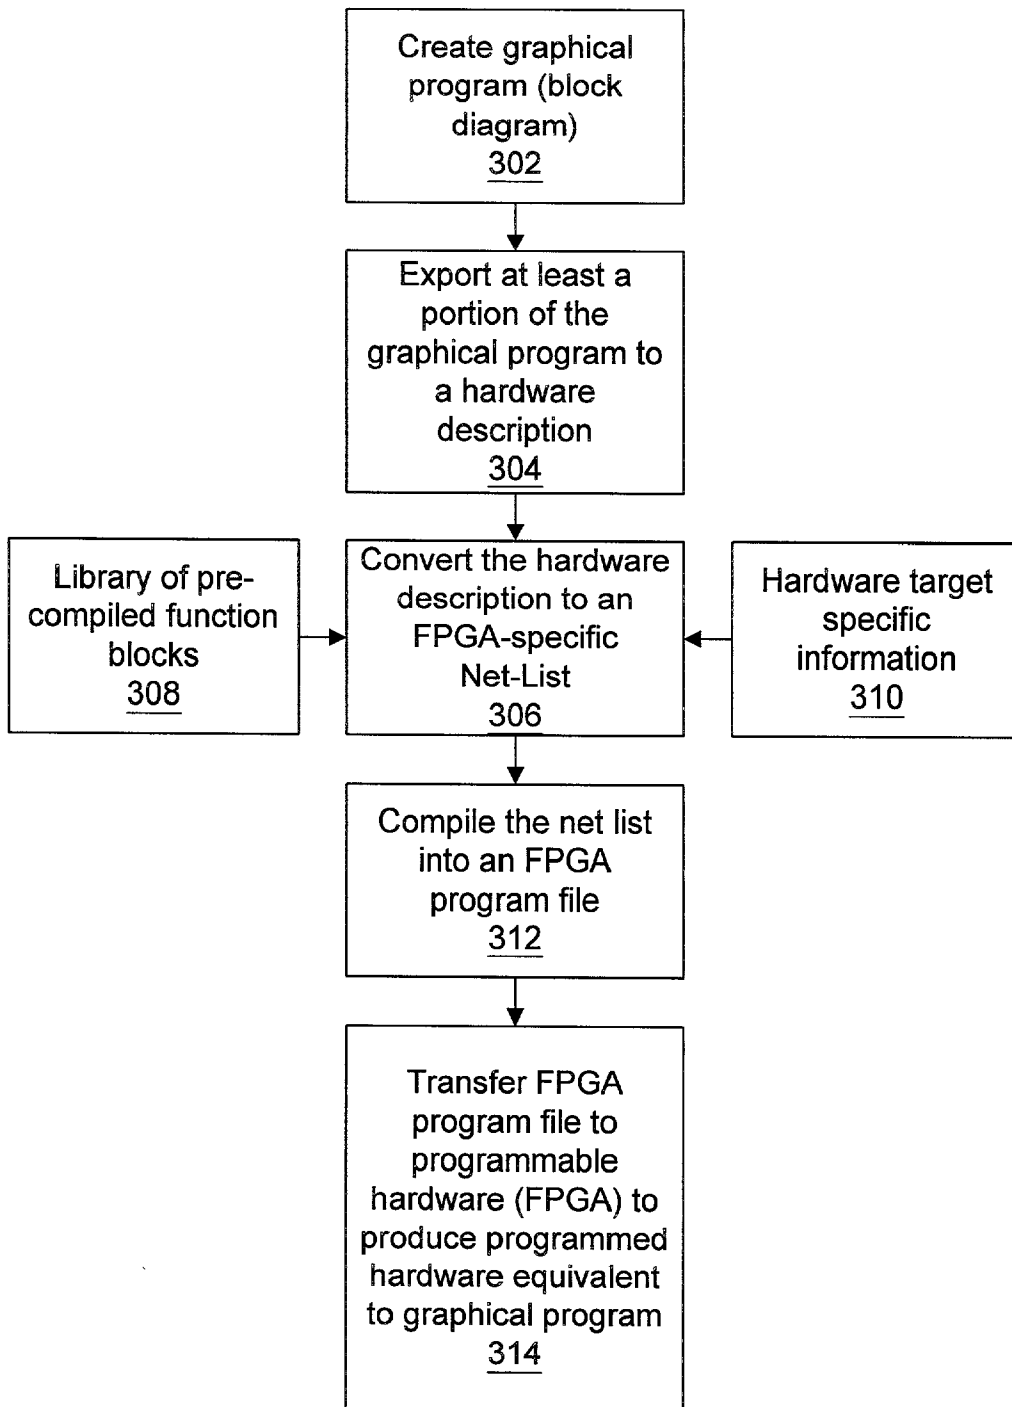 Create graphical
program (block
diagram)
302
Export at least a
portion of the
graphical program to
a hardware
description
304
Library of pre-
compiled function
blocks
308
Convert the hardware
description to an
FPGA-specific
Net-List
306
Hardware target
specific
information
310
Compile the net list
into an FPGA
program file
312
Transfer FPGA
program file to
programmable
hardware (FPGA) to
produce programmed
hardware equivalent
to graphical program
314